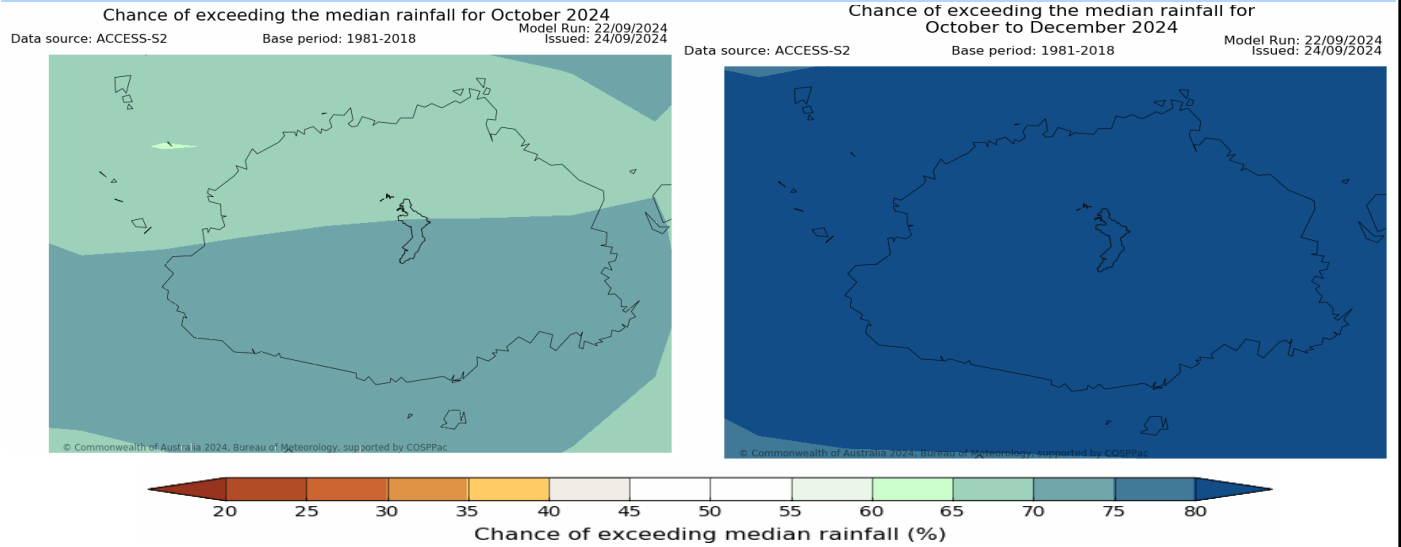 Chance of exceeding the median rainfall for October 2024
Model Run: 22/09/2024
Data source: ACCESS-S2 Base period: 1981-2018 Issued: 24/09/2024
© Commonwealth of Australia 2024, Bureau of Meteorology, supported by COSPPac
Chance of exceeding the median rainfall for
October to December 2024
Model Run: 22/09/2024
Data source: ACCESS-S2 Base period: 1981-2018 Issued: 24/09/2024
© Commonwealth of Australia 2024, Bureau of Meteorology, supported by COSPPac
20 25 30 35 40 45 50 55 60 65 70 75 80
Chance of exceeding median rainfall (%)